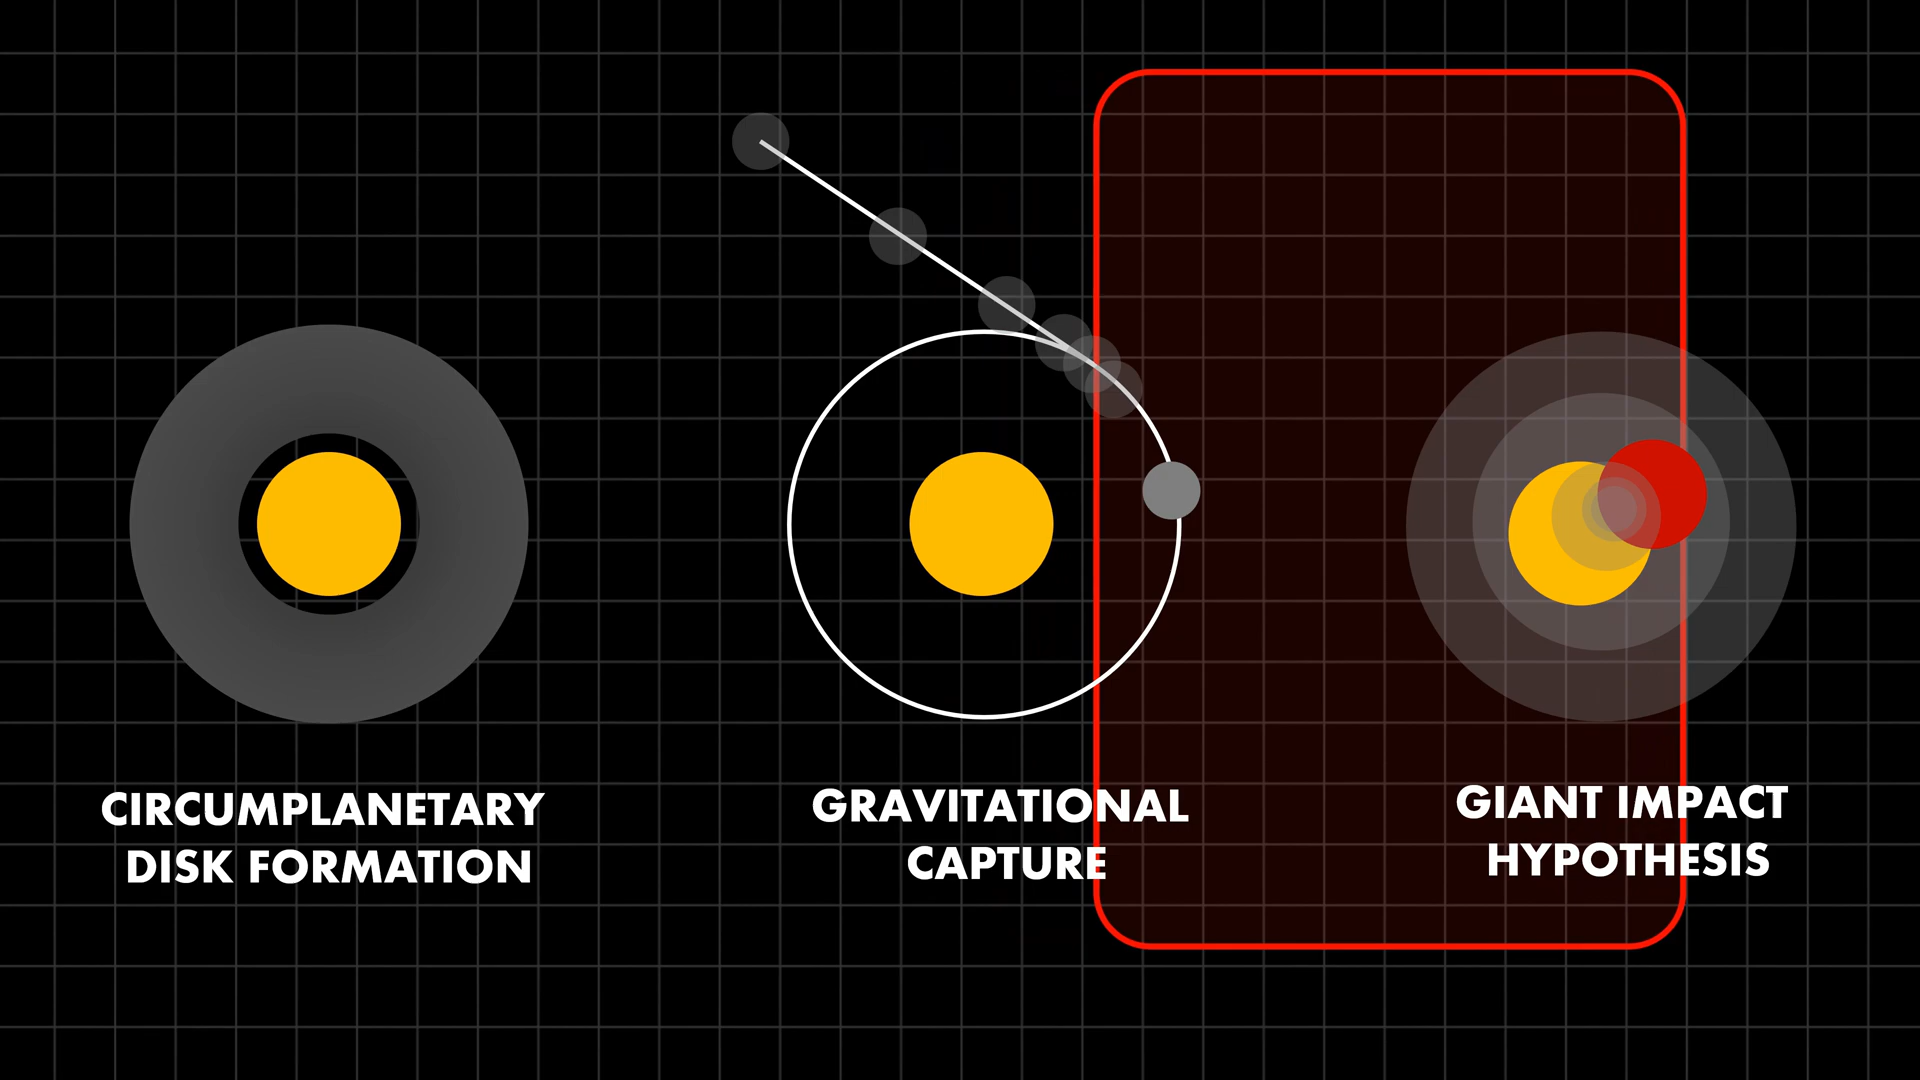 CIRCUMPLANETARY
DISK FORMATION
GRAVITATIONAL
CAPTURE
GIANT IMPACT
HYPOTHESIS